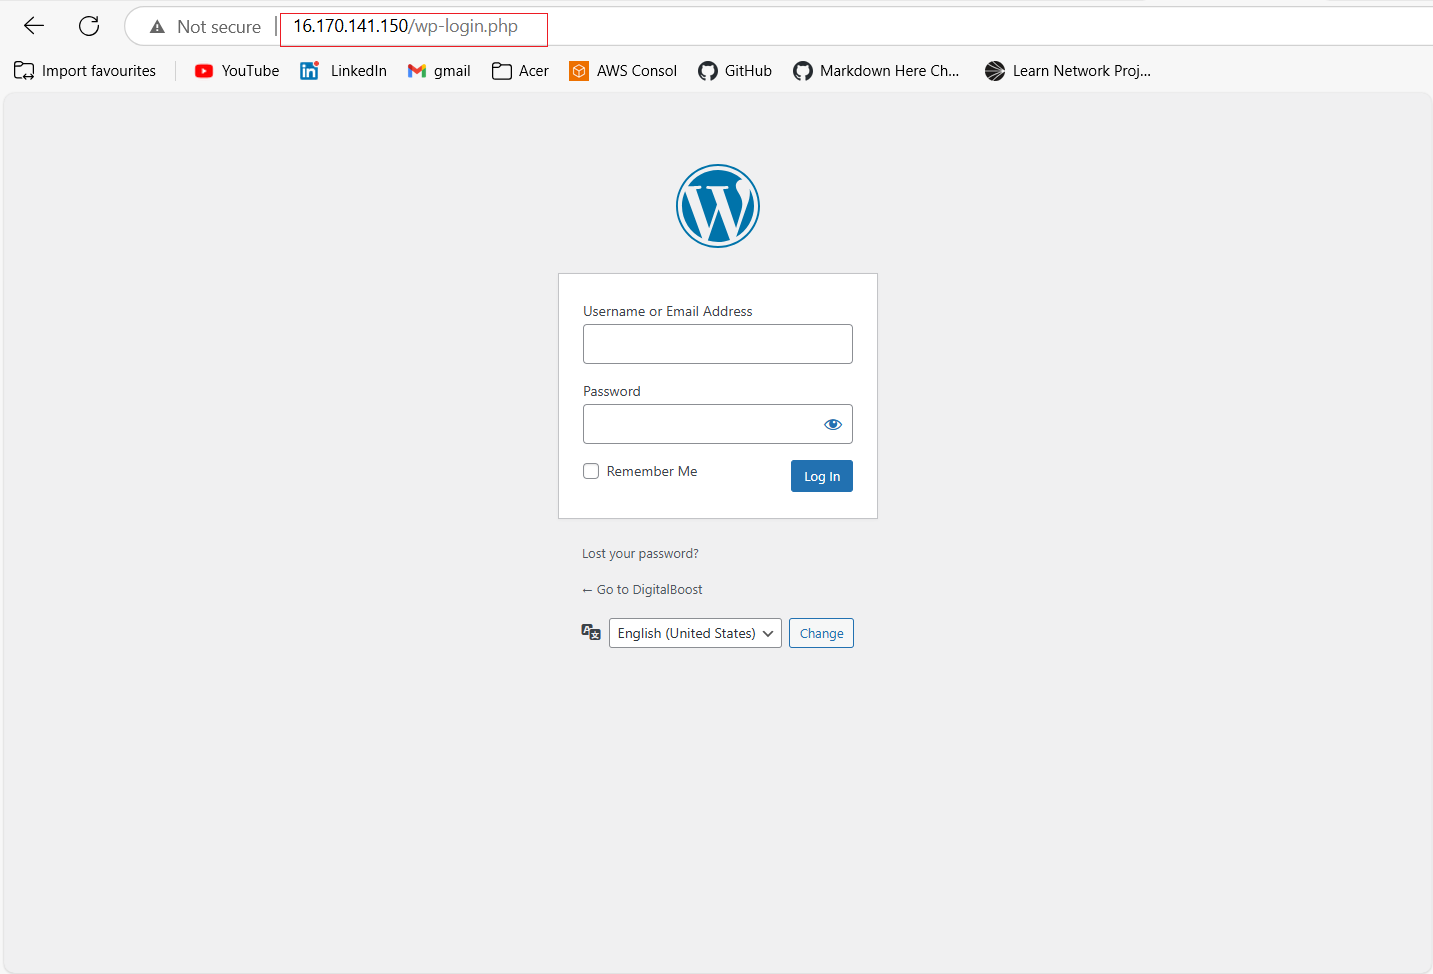 Not secure | 16.170.141.150/wp-login.php
Import favourites YouTube LinkedIn gmail Acer AWS Consol GitHub Markdown Here Ch... Learn Network Proj...
Username or Email Address
Password
Remember Me Log In
Lost your password?
← Go to DigitalBoost
English (United States) Change